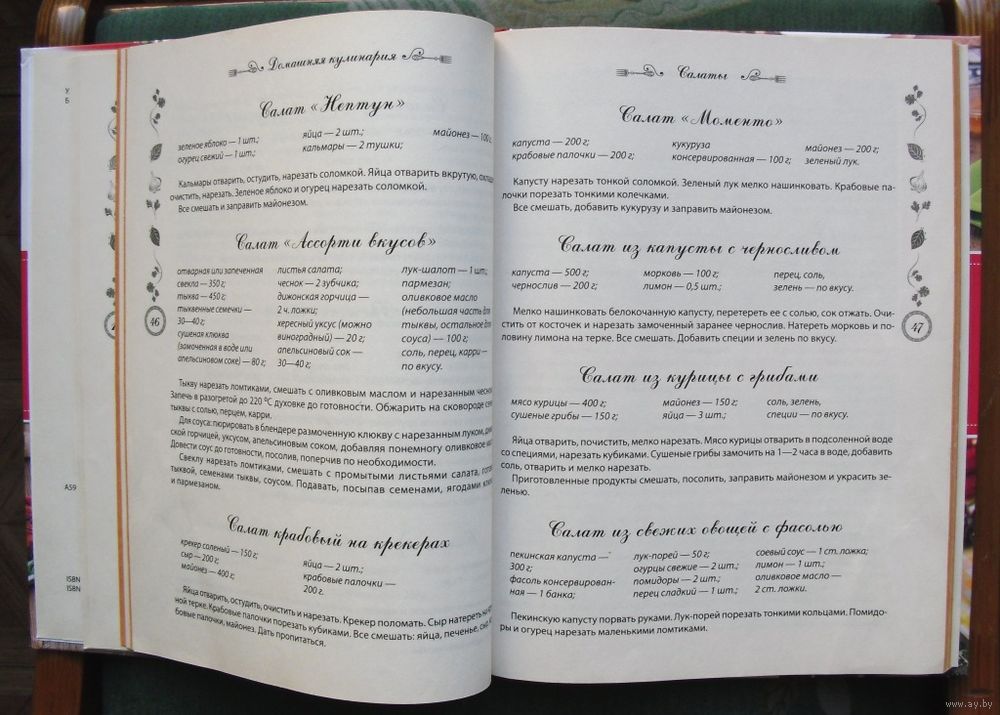 У
Б
А59
ISBN
ISBN
Домашняя кулинария
Салат «Нептун»
зеленое яблоко — 1 шт.;
огурец свежий — 1 шт.;
яйца — 2 шт.;
кальмары — 2 тушки;
майонез — 100 г.
Кальмары отварить, остудить, нарезать соломкой. Яйца отварить вкрутую,
очистить, нарезать. Зеленое яблоко и огурец нарезать соломкой.
Все смешать и заправить майонезом.
Салат «Ассорти вкусов»
отварная или запеченная
свекла — 350 г;
тыква — 450 г;
тыквенные семечки —
30—40 г;
сушеная клюква
(замоченная в воде или
апельсиновом соке) — 80 г;
листья салата;
чеснок — 2 зубчика;
дижонская горчица —
2 ч. ложки;
хересный уксус (можно
виноградный) — 20 г;
апельсиновый сок —
30—40 г;
лук-шалот — 1 шт.;
пармезан;
оливковое масло
(небольшая часть для
тыквы, остальное для
соуса) — 100 г;
соль, перец, карри —
по вкусу.
Тыкву нарезать ломтиками, смешать с оливковым маслом и нарезанным
Запечь в разогретой до 220 °С духовке до готовности. Обжарить на сковороде
тыквы с солью, перцем, карри.
Для соуса: пюрировать в блендере размоченную клюкву с нарезанным луком,
ской горчицей, уксусом, апельсиновым соком, добавляя понемногу оливковое
Довести соус до готовности, посолив, поперчив по необходимости.
Свеклу нарезать ломтиками, смешать с промытыми листьями салата,
тыквой, семенами тыквы, соусом. Подавать, посыпав семенами, ягодами
и пармезаном.
46
Салат крабовый на крекерах
крекер соленый — 150 г;
сыр — 200 г;
майонез — 400 г;
яйца — 2 шт.;
крабовые палочки —
200 г.
Яйца отварить, остудить, очистить и нарезать. Крекер поломать. Сыр натереть на
ной терке. Крабовые палочки порезать кубиками. Все смешать: яйца, печенье,
бовые палочки, майонез. Дать пропитаться.
Салаты
Салат «Моменто»
капуста — 200 г;
крабовые палочки — 200 г;
кукуруза
консервированная — 100 г;
майонез — 200 г;
зеленый лук.
Капусту нарезать тонкой соломкой. Зеленый лук мелко нашинковать. Крабовые па-
лочки порезать тонкими колечками.
Все смешать, добавить кукурузу и заправить майонезом.
Салат из капусты с черносливом
капуста — 500 г;
чернослив — 200 г;
морковь — 100 г;
лимон — 0,5 шт.;
перец, соль,
зелень — по вкусу.
Мелко нашинковать белокочанную капусту, перетереть ее с солью, сок отжать. Очи-
стить от косточек и нарезать замоченный заранее чернослив. Натереть морковь и по-
ловину лимона на терке. Все смешать. Добавить специи и зелень по вкусу.
47
Салат из курицы с грибами
мясо курицы — 400 г;
сушеные грибы — 150 г;
майонез — 150 г;
яйца — 3 шт.;
соль, зелень,
специи — по вкусу.
Яйца отварить, почистить, мелко нарезать. Мясо курицы отварить в подсоленной воде
со специями, нарезать кубиками. Сушеные грибы замочить на 1—2 часа в воде, добавить
соль, отварить и мелко нарезать.
Приготовленные продукты смешать, посолить, заправить майонезом и украсить зе-
ленью.
Салат из свежих овощей с фасолью
пекинская капуста —
300 г;
фасоль консервирован-
ная — 1 банка;
лук-порей — 50 г;
огурцы свежие — 2 шт.;
помидоры — 2 шт.;
перец сладкий — 1 шт.;
соевый соус — 1 ст. ложка;
лимон — 1 шт.;
оливковое масло —
2 ст. ложки.
Пекинскую капусту порвать руками. Лук-порей порезать тонкими кольцами. Помидо-
ры и огурец нарезать маленькими ломтиками.
www.ay.by